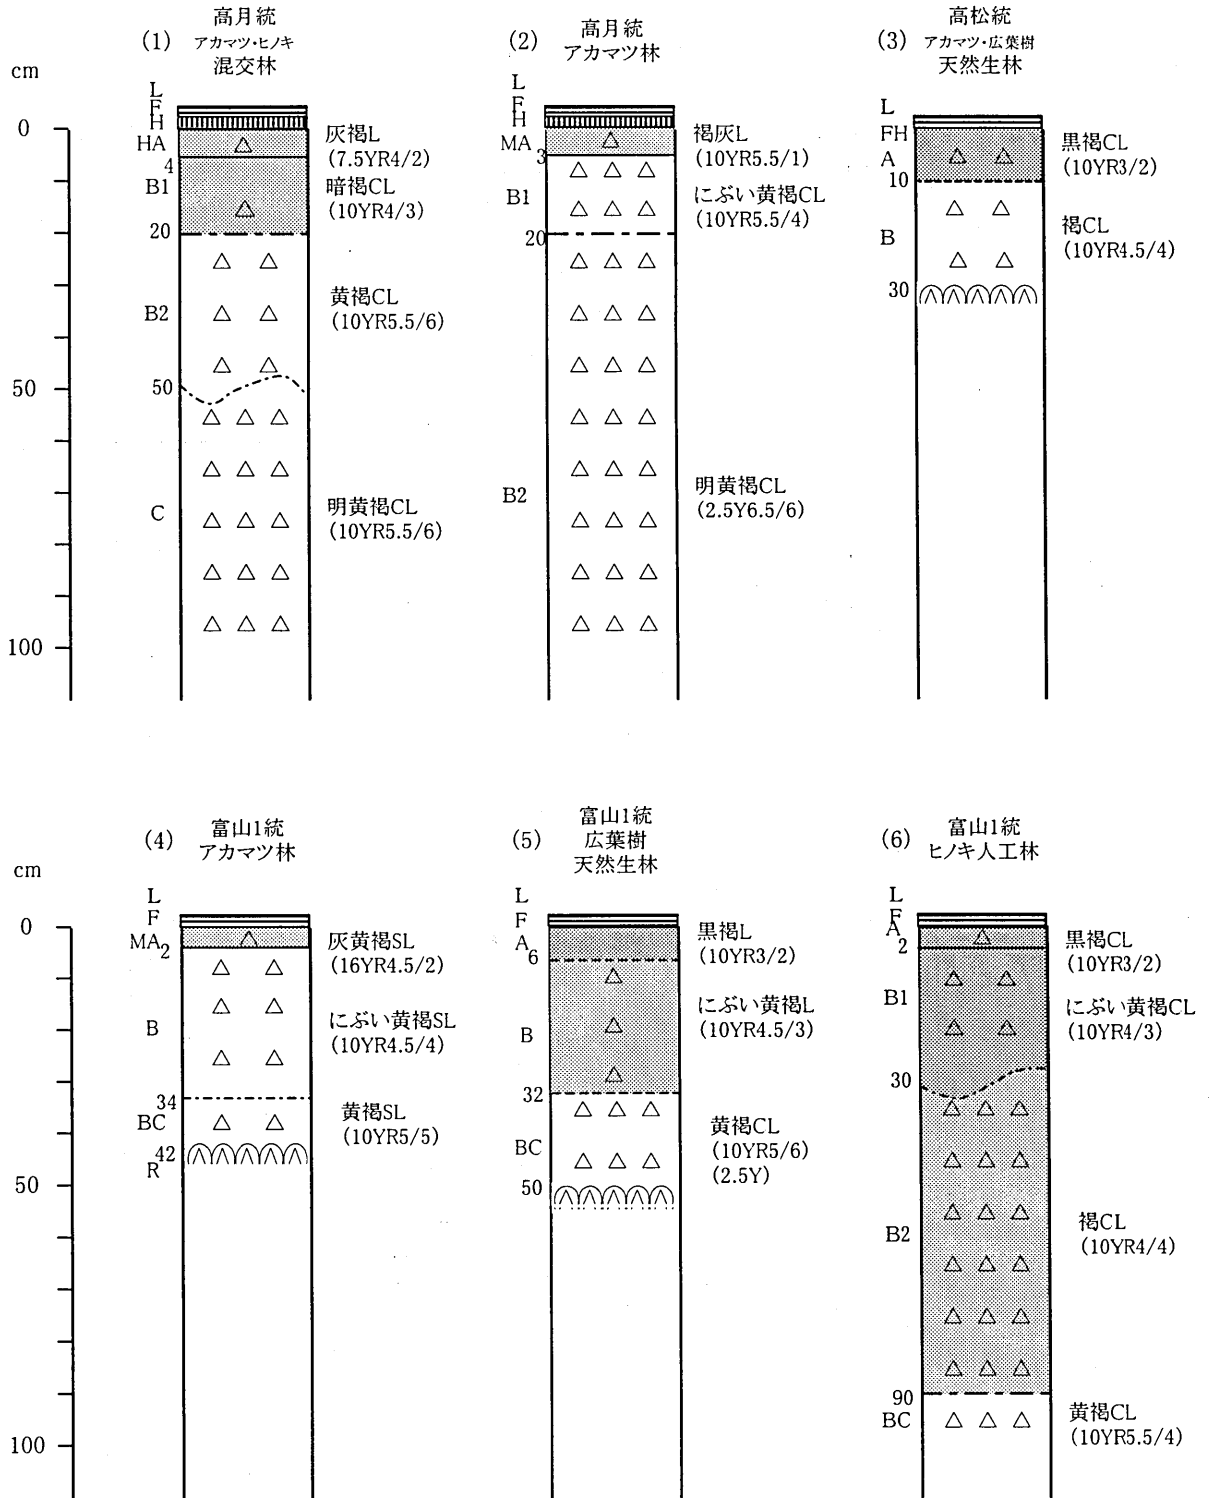 (1)
高月統
アカマツ・ヒノキ
混交林
cm
L
F
H
0
HA
4
B1
20
B2
50
C
100
灰褐L
(7.5YR4/2)
暗褐CL
(10YR4/3)
黄褐CL
(10YR5.5/6)
明黄褐CL
(10YR5.5/6)
(2)
高月統
アカマツ林
L
F
H
MA
3
B1
20
B2
褐灰L
(10YR5.5/1)
にぶい黄褐CL
(10YR5.5/4)
明黄褐CL
(2.5Y6.5/6)
(3)
高松統
アカマツ・広葉樹
天然生林
L
FH
A
10
B
30
黒褐CL
(10YR3/2)
褐CL
(10YR4.5/4)
(4)
富山1統
アカマツ林
cm
L
F
0
MA
2
B
34
BC
42
R
50
100
灰黄褐SL
(16YR4.5/2)
にぶい黄褐SL
(10YR4.5/4)
黄褐SL
(10YR5/5)
(5)
富山1統
広葉樹
天然生林
L
F
A
6
B
32
BC
50
黒褐L
(10YR3/2)
にぶい黄褐L
(10YR4.5/3)
黄褐CL
(10YR5/6)
(2.5Y)
(6)
富山1統
ヒノキ人工林
L
F
A
2
B1
30
B2
90
BC
黒褐CL
(10YR3/2)
にぶい黄褐CL
(10YR4/3)
褐CL
(10YR4/4)
黄褐CL
(10YR5.5/4)